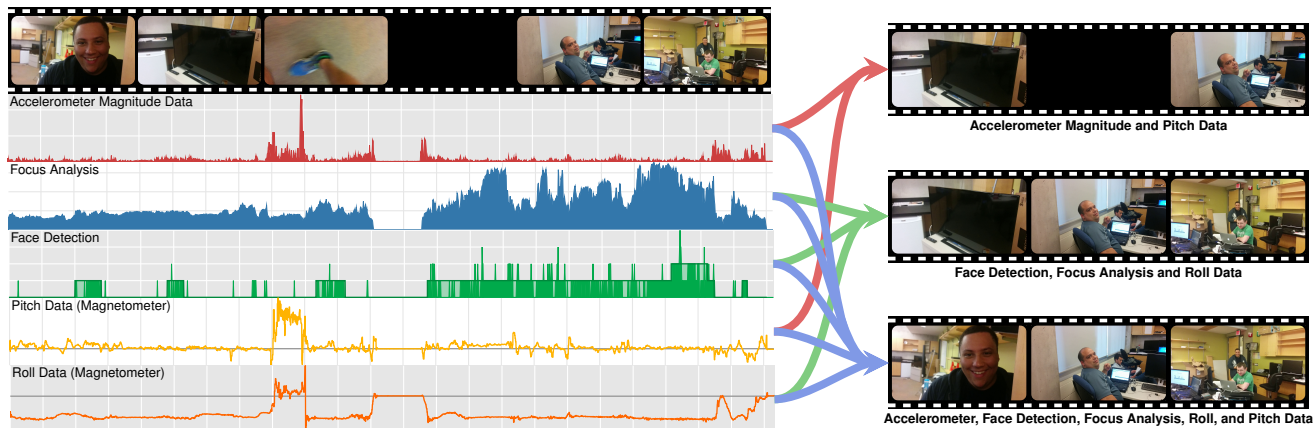 Accelerometer Magnitude Data
Focus Analysis
Face Detection
Pitch Data (Magnetometer)
Roll Data (Magnetometer)
Accelerometer Magnitude and Pitch Data
Face Detection, Focus Analysis and Roll Data
Accelerometer, Face Detection, Focus Analysis, Roll, and Pitch Data